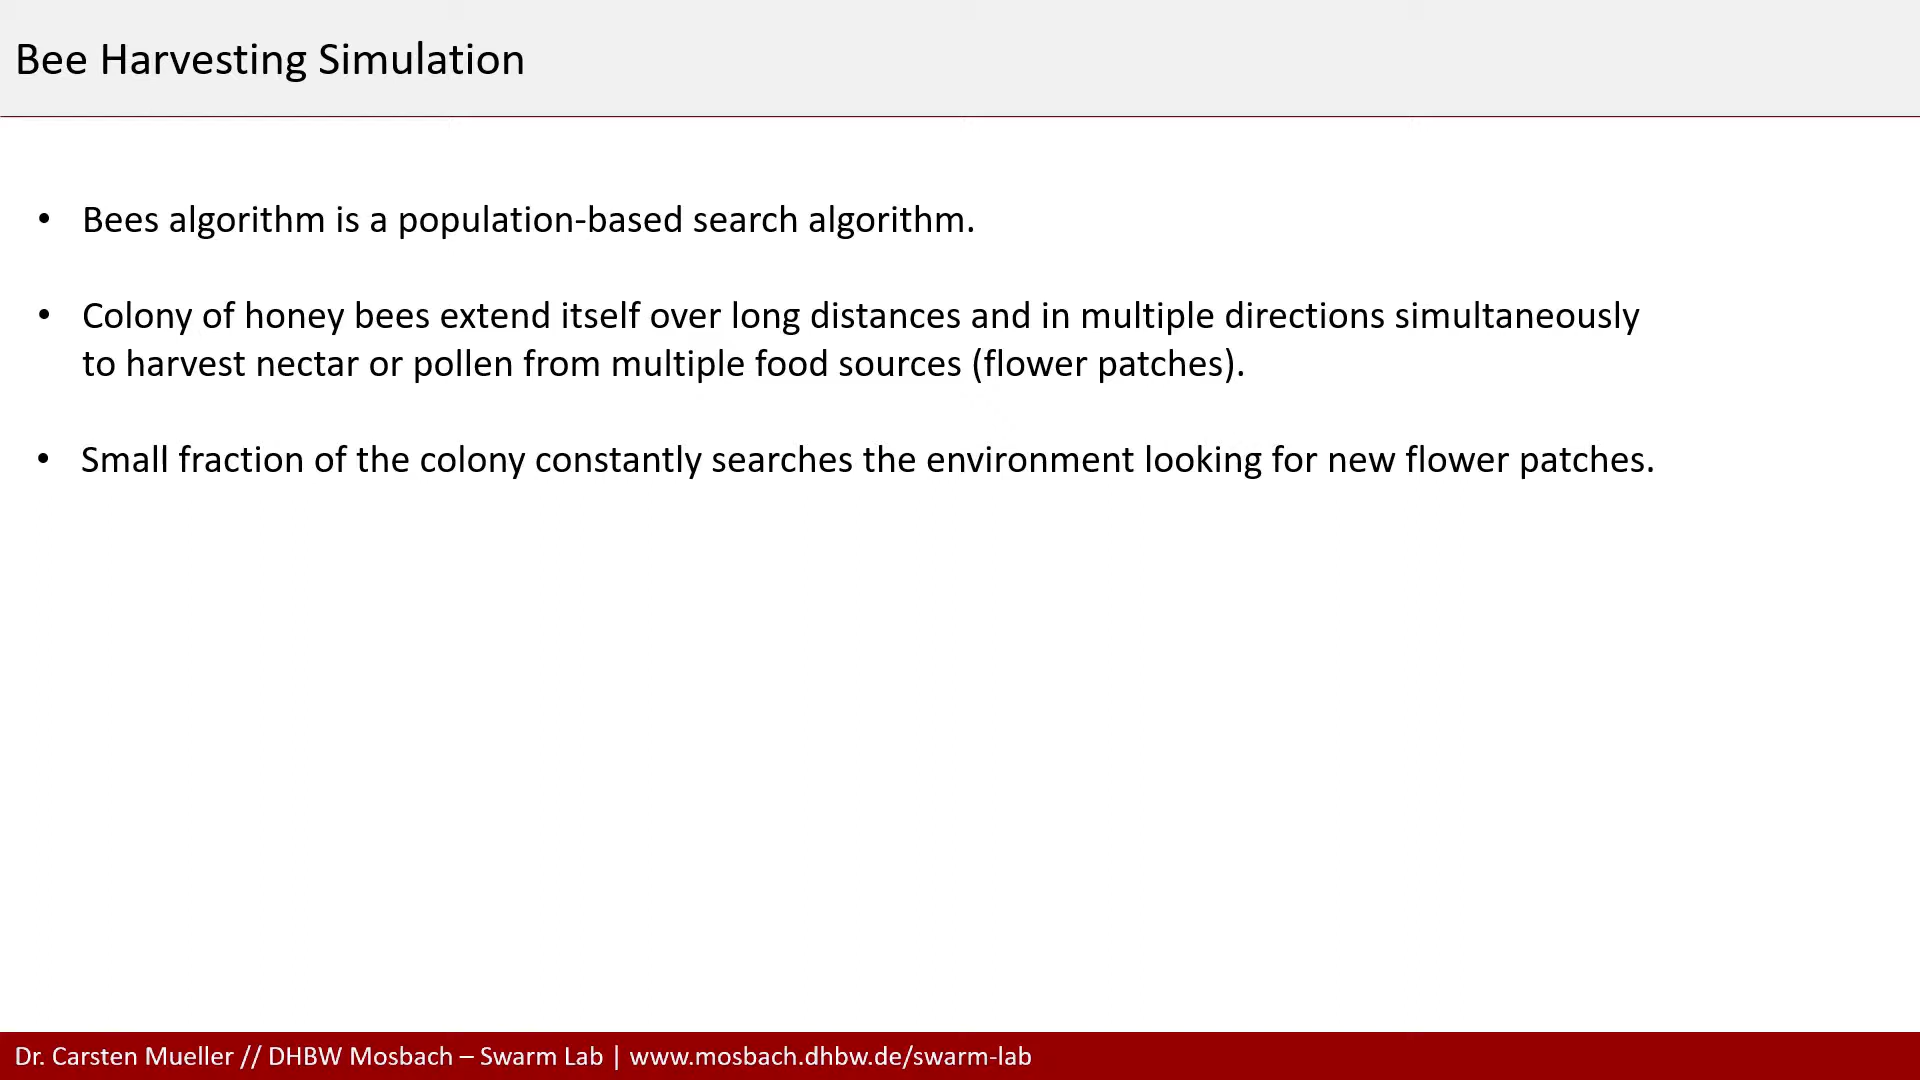 Bee Harvesting Simulation
• Bees algorithm is a population-based search algorithm.
• Colony of honey bees extend itself over long distances and in multiple directions simultaneously
to harvest nectar or pollen from multiple food sources (flower patches).
• Small fraction of the colony constantly searches the environment looking for new flower patches.
Dr. Carsten Mueller // DHBW Mosbach – Swarm Lab | www.mosbach.dhbw.de/swarm-lab